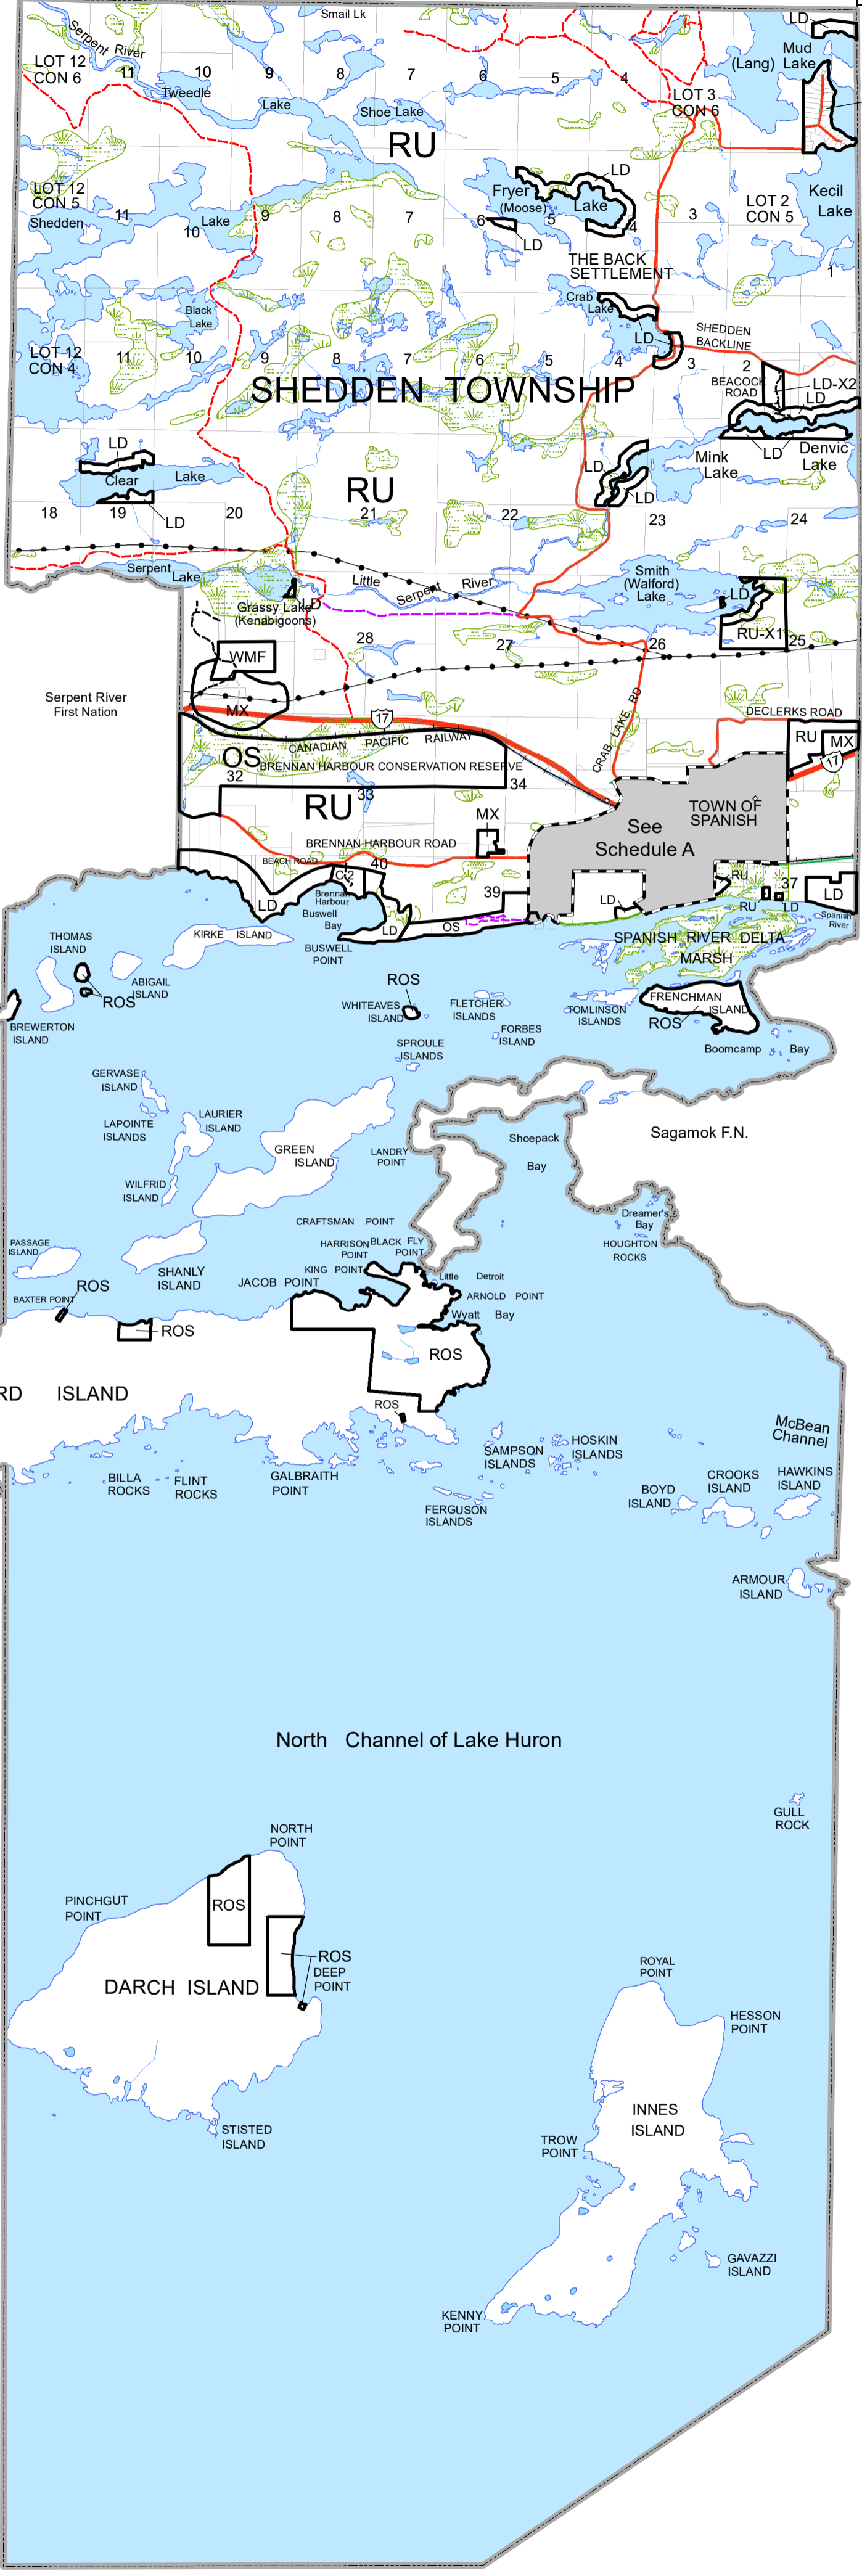 Smail Lk
LD
Serpent River
Mud
(Lang) Lake
LOT 12
CON 6
11
10
9
8
7
6
5
4
Tweedle
Lake
Shoe Lake
LOT 3
CON 6
RU
LD
LOT 12
CON 5
Fryer
(Moose)
Lake
LOT 2
CON 5
Kecil
Lake
Shedden
11
10
Lake
9
8
7
6
5
4
3
LD
1
THE BACK
SETTLEMENT
Crab
Lake
Black
Lake
LD
SHEDDEN
BACKLINE
LOT 12
CON 4
11
10
9
8
7
6
5
4
3
2
BEACOCK
ROAD
1
LD-X2
LD
SHEDDEN TOWNSHIP
LD
Denvic
Lake
Mink
Lake
LD
Clear
Lake
LD
LD
RU
LD
18
19
20
21
22
23
24
Serpent
Lake
Little
Serpent
River
Smith
(Walford)
Lake
LD
LD
Grassy Lake
(Kenabigoons)
RU-X1
25
28
27
26
WMF
Serpent River
First Nation
MX
17
CRAB LAKE RD
DECLERKS ROAD
RU
MX
17
OS
CANADIAN PACIFIC RAILWAY
BRENNAN HARBOUR CONSERVATION RESERVE
32
34
33
RU
MX
TOWN OF
SPANISH
See
Schedule A
BRENNAN HARBOUR ROAD
BEACH ROAD
40
C2
39
RU
37
LD
Brennan
Harbour
LD
LD
RU
LD
Buswell
Bay
LD
OS
Spanish
River
BUSWELL
POINT
THOMAS
ISLAND
KIRKE ISLAND
SPANISH RIVER DELTA
MARSH
ABIGAIL
ISLAND
ROS
ROS
WHITEAVES
ISLAND
FLETCHER
ISLANDS
TOMLINSON
ISLANDS
FRENCHMAN
ISLAND
ROS
BREWERTON
ISLAND
FORBES
ISLAND
SPROULE
ISLANDS
Boomcamp Bay
GERVASE
ISLAND
LAPOINTE
ISLANDS
LAURIER
ISLAND
GREEN
ISLAND
LANDRY
POINT
Shoepack
Bay
Sagamok F.N.
WILFRID
ISLAND
CRAFTSMAN POINT
Dreamer's
Bay
HOUGHTON
ROCKS
PASSAGE
ISLAND
HARRISON
POINT
BLACK FLY
POINT
KING POINT
SHANLY
ISLAND
JACOB POINT
Little Detroit
ROS
BAXTER POINT
ARNOLD POINT
Wyatt Bay
ROS
ROS
RD ISLAND
ROS
McBean
Channel
HOSKIN
ISLANDS
SAMPSON
ISLANDS
BILLA
ROCKS
FLINT
ROCKS
GALBRAITH
POINT
FERGUSON
ISLANDS
BOYD
ISLAND
CROOKS
ISLAND
HAWKINS
ISLAND
ARMOUR
ISLAND
North Channel of Lake Huron
GULL
ROCK
NORTH
POINT
PINCHGUT
POINT
ROS
ROS
DEEP
POINT
DARCH ISLAND
ROYAL
POINT
HESSON
POINT
STISTED
ISLAND
INNES
ISLAND
TROW
POINT
GAVAZZI
ISLAND
KENNY
POINT